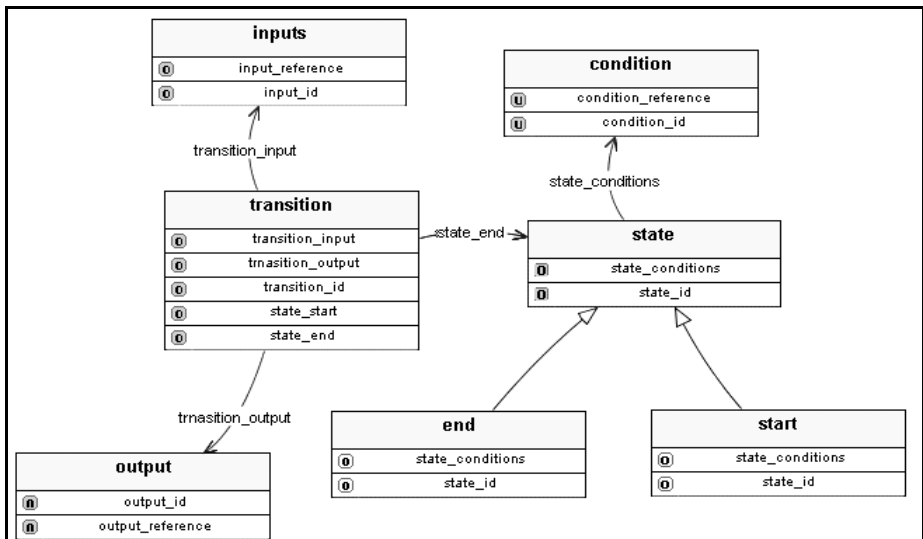 inputs
o input_reference
o input_id
condition
u condition_reference
u condition_id
transition_input
state_conditions
transition
o transition_input
o trnasition_output
o transition_id
o state_start
o state_end
state_end
state
o state_conditions
o state_id
trnasition_output
end
o state_conditions
o state_id
start
o state_conditions
o state_id
output
n output_id
n output_reference